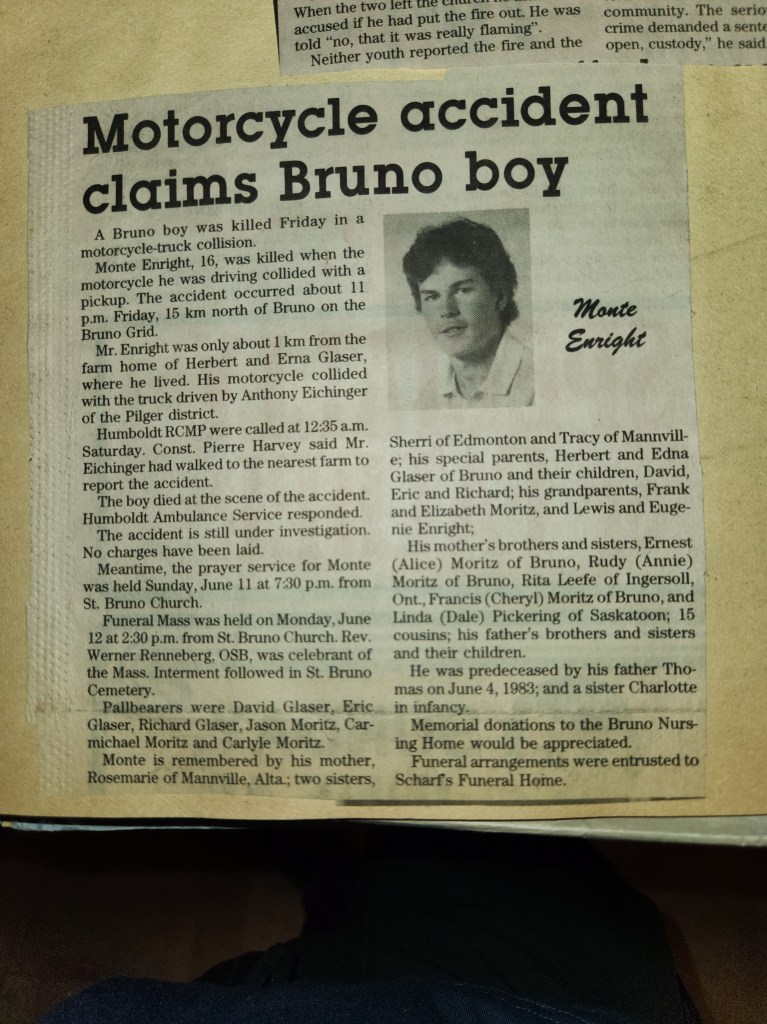 When the two left the church
accused if he had put the fire out. He was
told "no, that it was really flaming".
Neither youth reported the fire and the
community. The serio
crime demanded a sente
open, custody," he said
Motorcycle accident
claims Bruno boy
A Bruno boy was killed Friday in a
motorcycle-truck collision.
Monte Enright, 16, was killed when the
motorcycle he was driving collided with a
pickup. The accident occurred about 11
p.m. Friday, 15 km north of Bruno on the
Bruno Grid.
Mr. Enright was only about 1 km from the
farm home of Herbert and Erna Glaser,
where he lived. His motorcycle collided
with the truck driven by Anthony Eichinger
of the Pilger district.
Humboldt RCMP were called at 12:35 a.m.
Saturday. Const. Pierre Harvey said Mr.
Eichinger had walked to the nearest farm to
report the accident.
The boy died at the scene of the accident.
Humboldt Ambulance Service responded.
The accident is still under investigation.
No charges have been laid.
Meantime, the prayer service for Monte
was held Sunday, June 11 at 7:30 p.m. from
St. Bruno Church.
Funeral Mass was held on Monday, June
12 at 2:30 p.m. from St. Bruno Church. Rev.
Werner Renneberg, OSB, was celebrant of
the Mass. Interment followed in St. Bruno
Cemetery.
Pallbearers were David Glaser, Eric
Glaser, Richard Glaser, Jason Moritz, Car-
michael Moritz and Carlyle Moritz.
Monte is remembered by his mother,
Rosemarie of Mannville, Alta.; two sisters,
Monte
Enright
Sherri of Edmonton and Tracy of Mannvill-
e; his special parents, Herbert and Edna
Glaser of Bruno and their children, David,
Eric and Richard; his grandparents, Frank
and Elizabeth Moritz, and Lewis and Euge-
nie Enright;
His mother's brothers and sisters, Ernest
(Alice) Moritz of Bruno, Rudy (Annie)
Moritz of Bruno, Rita Leefe of Ingersoll,
Ont., Francis (Cheryl) Moritz of Bruno, and
Linda (Dale) Pickering of Saskatoon; 15
cousins; his father's brothers and sisters
and their children.
He was predeceased by his father Tho-
mas on June 4, 1983; and a sister Charlotte
in infancy.
Memorial donations to the Bruno Nurs-
ing Home would be appreciated.
Funeral arrangements were entrusted to
Scharf's Funeral Home.